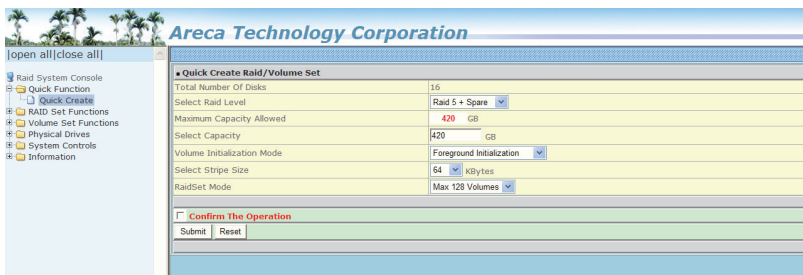 Areca Technology Corporation
|open all|close all|
Raid System Console
Quick Function
Quick Create
RAID Set Functions
Volume Set Functions
Physical Drives
System Controls
Information
Quick Create Raid/Volume Set
Total Number Of Disks 16
Select Raid Level Raid 5 + Spare
Maximum Capacity Allowed 420 GB
Select Capacity 420 GB
Volume Initialization Mode Foreground Initialization
Select Stripe Size 64 KBytes
RaidSet Mode Max 128 Volumes
Confirm The Operation
Submit Reset